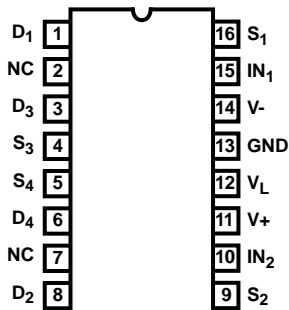 D1 1 16 S1
NC 2 15 IN1
D3 3 14 V-
S3 4 13 GND
S4 5 12 VL
D4 6 11 V+
NC 7 10 IN2
D2 8 9 S2